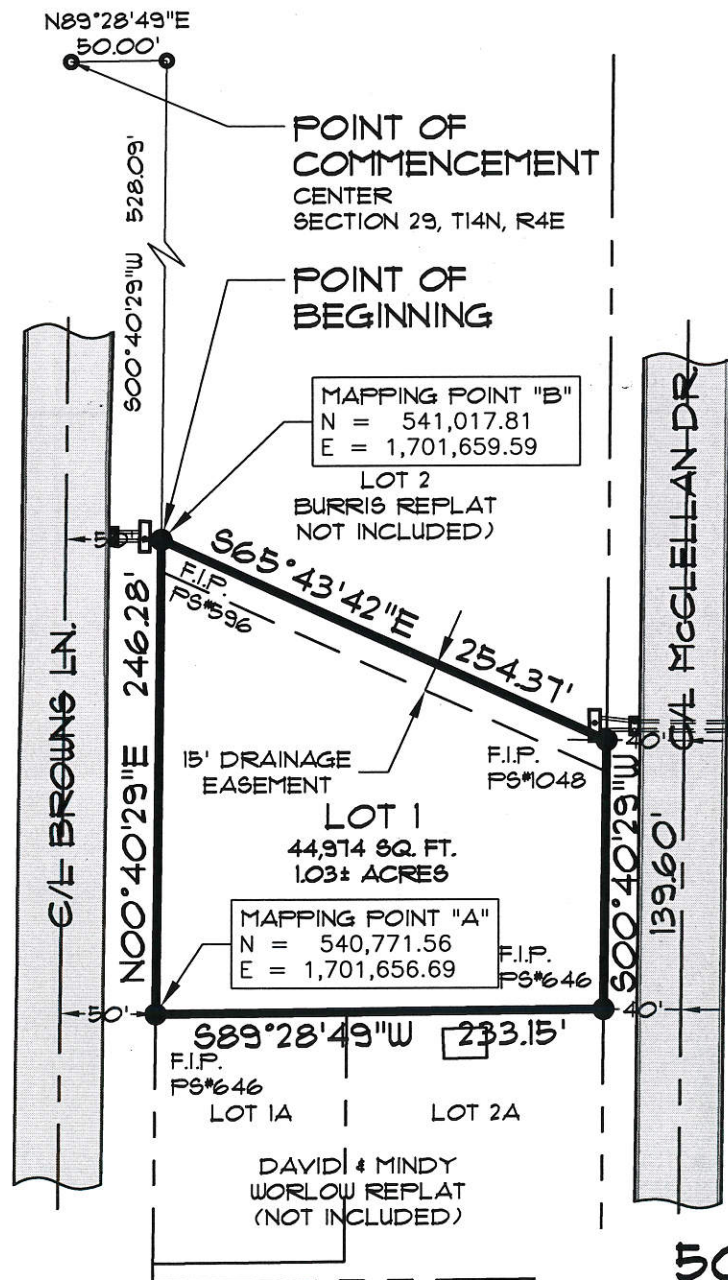 N89°28'49"E
50.00'
POINT OF
COMMENCEMENT
CENTER
SECTION 29, T14N, R4E
S00°40'29"W 528.09'
POINT OF
BEGINNING
MAPPING POINT "B"
N = 541,017.81
E = 1,701,659.59
LOT 2
BURRIS REPLAT
NOT INCLUDED)
50'
S65°43'42"E 254.37'
F.I.P.
PS#596
C/L BROWNS LN.
N00°40'29"E 246.28'
C/L McCLELLAN DR.
15' DRAINAGE
EASEMENT
F.I.P.
PS#1048
40'
LOT 1
44,974 SQ. FT.
1.03± ACRES
S00°40'29"W
139.60'
MAPPING POINT "A"
N = 540,771.56
E = 1,701,656.69
F.I.P.
PS#646
50'
40'
S89°28'49"W 233.15'
F.I.P.
PS#646
LOT 1A
LOT 2A
DAVID & MINDY
WORLOW REPLAT
(NOT INCLUDED)
50